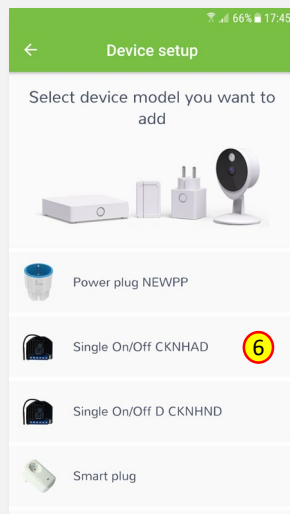 66% 17:45
Device setup
Select device model you want to
add
Power plug NEWPP
Single On/Off CKNHAD
6
Single On/Off D CKNHND
Smart plug